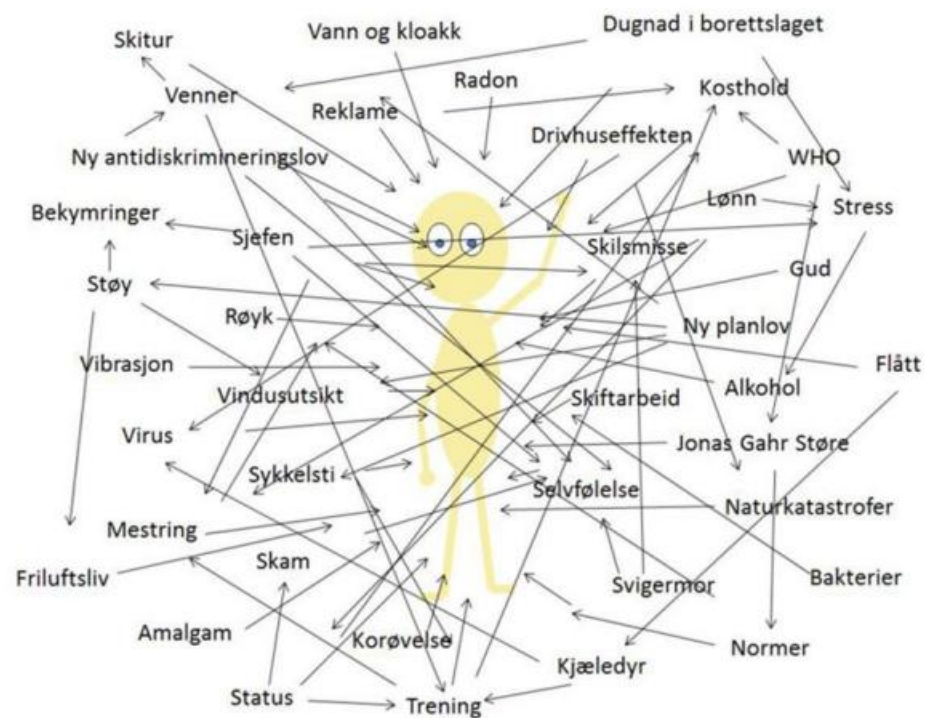 Dugnad i borettslaget
Vann og kloakk
Skitur
Radon
Kosthold
Venner
Reklame
Drivhuseffekten
Ny antidiskrimineringslov
WHO
Lønn
Stress
Bekymringer
Sjefen
Skilsmisse
Gud
Støy
Røyk
Ny planlov
Vibrasjon
Flått
Vindusutsikt
Alkohol
Skiftarbeid
Virus
Jonas Gahr Støre
Sykkelsti
Selvfølelse
Naturkatastrofer
Mestring
Skam
Friluftsliv
Svigermor
Bakterier
Amalgam
Korøvelse
Normer
Kjæledyr
Status
Trening